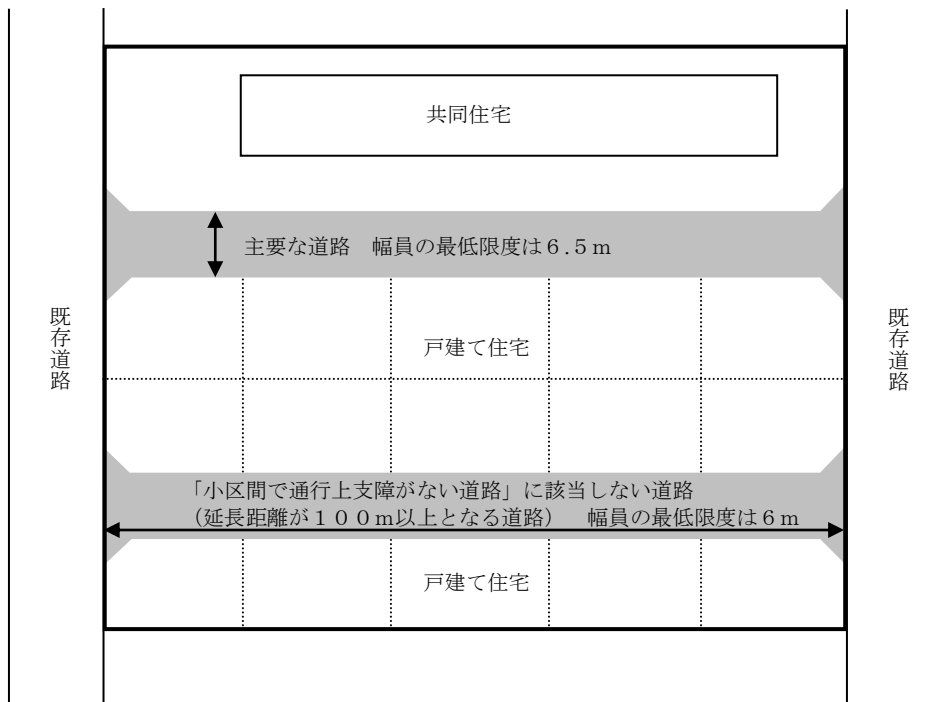 共同住宅
主要な道路　幅員の最低限度は６.５ｍ
既存道路
戸建て住宅
既存道路
「小区間で通行上支障がない道路」に該当しない道路
（延長距離が１００ｍ以上となる道路）　幅員の最低限度は６ｍ
戸建て住宅